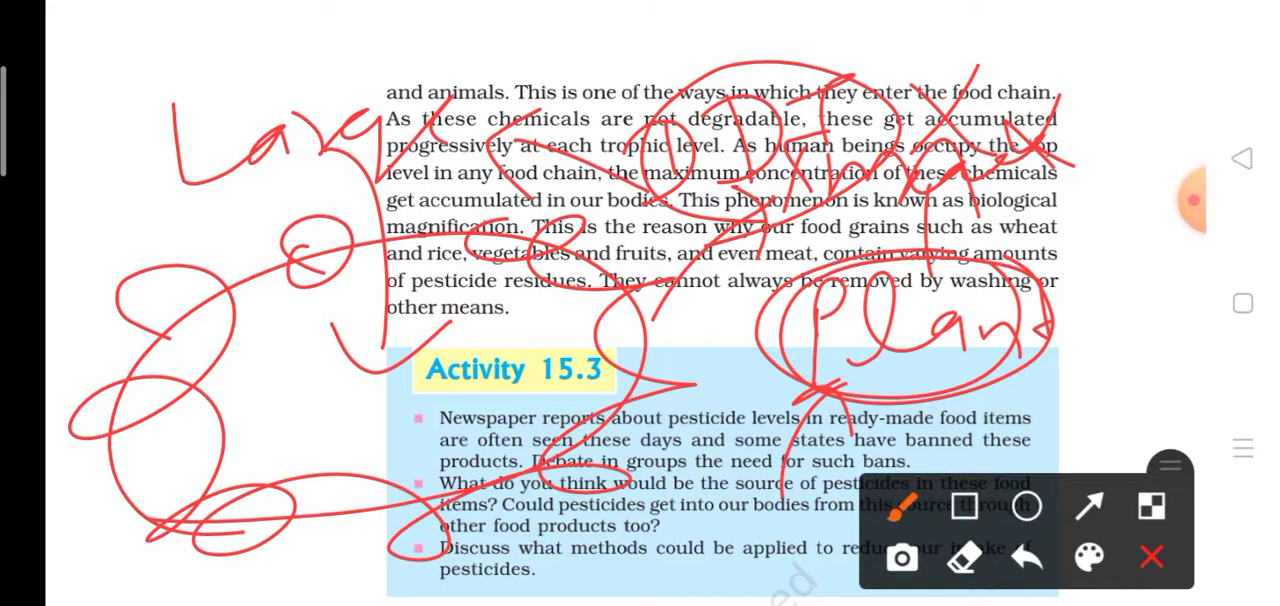 and animals. This is one of the ways in which they enter the food chain.
As these chemicals are not degradable, these get accumulated
progressively at each trophic level. As human beings occupy the top
level in any food chain, the maximum concentration of these chemicals
get accumulated in our bodies. This phenomenon is known as biological
magnification. This is the reason why our food grains such as wheat
and rice, vegetables and fruits, and even meat, contain varying amounts
of pesticide residues. They cannot always be removed by washing or
other means.
Plant
Activity 15.3
Newspaper reports about pesticide levels in ready-made food items
are often seen these days and some states have banned these
products. Debate in groups the need for such bans.
What do you think would be the source of pesticides in these food
items? Could pesticides get into our bodies from this source through
other food products too?
Discuss what methods could be applied to reduce our intake of
pesticides.